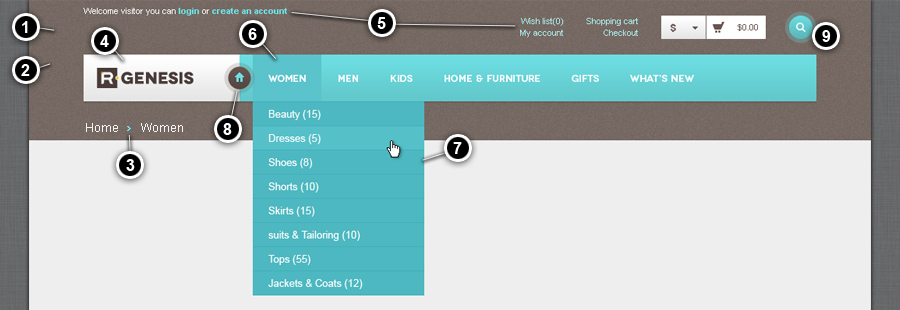 Welcome visitor you can login or create an account
Wish list(0)
Shopping cart
My account
Checkout
$
$0.00
1
2
3
4
5
6
7
8
9
R GENESIS
WOMEN
MEN
KIDS
HOME & FURNITURE
GIFTS
WHAT'S NEW
Home > Women
Beauty (15)
Dresses (5)
Shoes (8)
Shorts (10)
Skirts (15)
suits & Tailoring (10)
Tops (55)
Jackets & Coats (12)